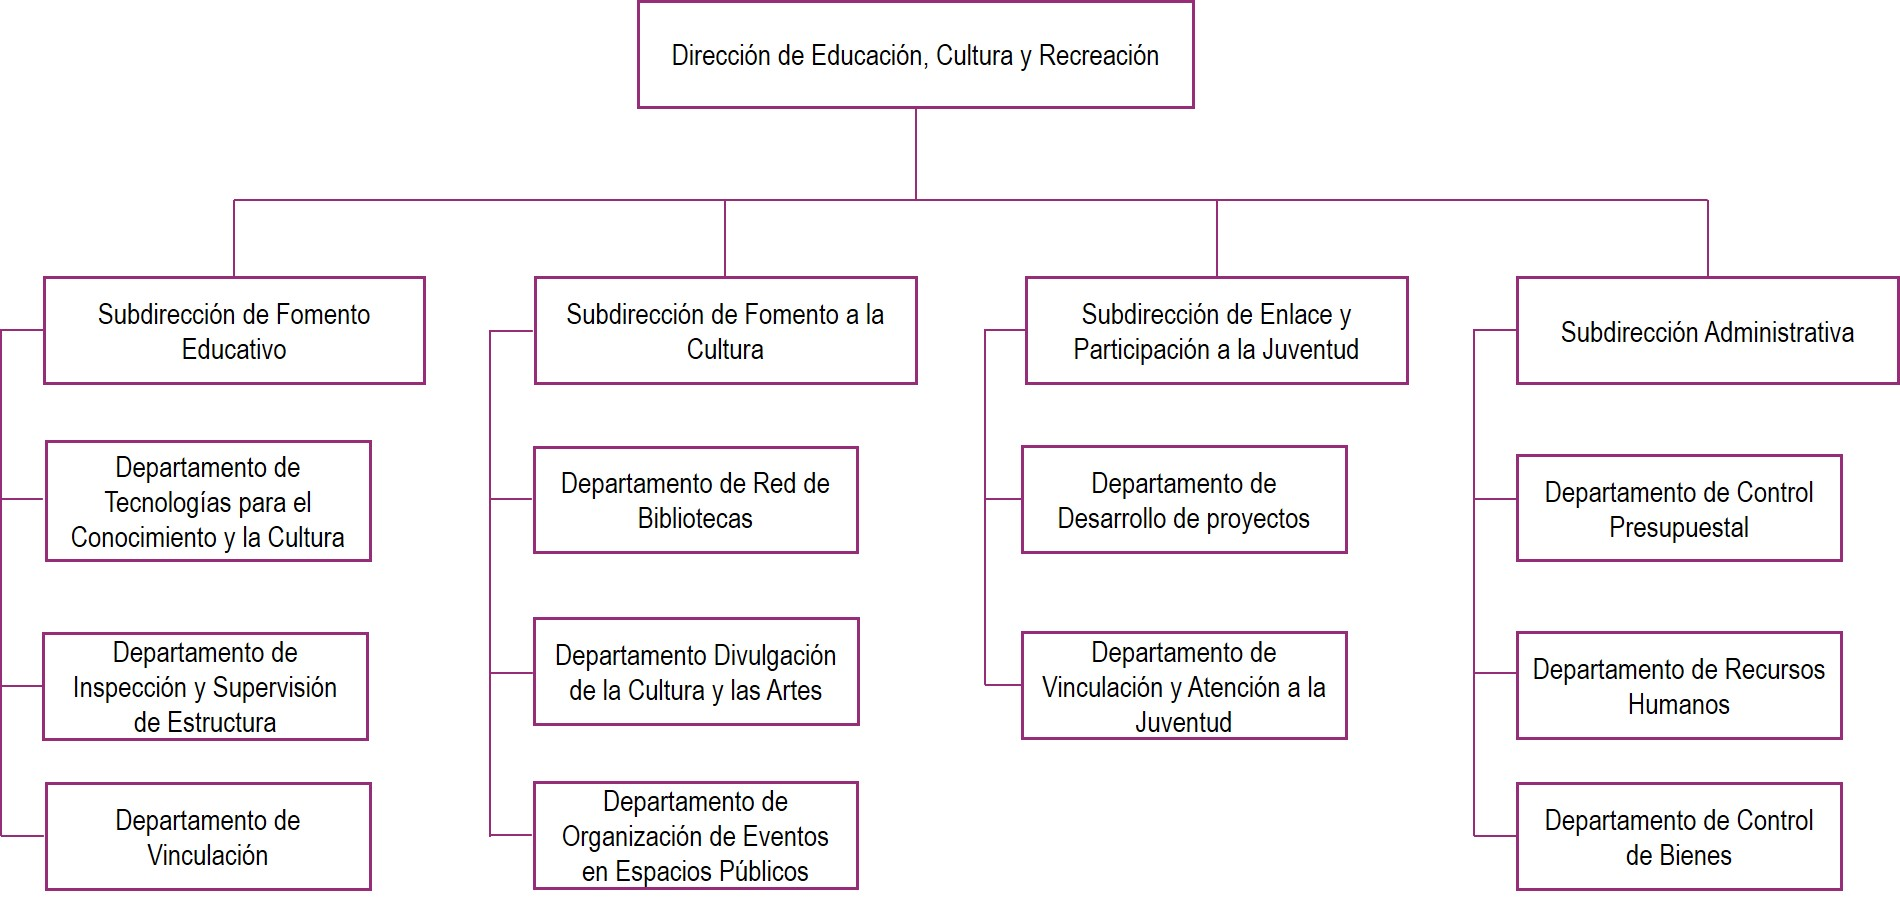 Dirección de Educación, Cultura y Recreación
Subdirección de Fomento
Educativo
Subdirección de Fomento a la
Cultura
Subdirección de Enlace y
Participación a la Juventud
Subdirección Administrativa
Departamento de
Tecnologías para el
Conocimiento y la Cultura
Departamento de Red de
Bibliotecas
Departamento de
Desarrollo de proyectos
Departamento de Control
Presupuestal
Departamento de
Inspección y Supervisión
de Estructura
Departamento Divulgación
de la Cultura y las Artes
Departamento de
Vinculación y Atención a la
Juventud
Departamento de Recursos
Humanos
Departamento de
Vinculación
Departamento de
Organización de Eventos
en Espacios Públicos
Departamento de Control
de Bienes